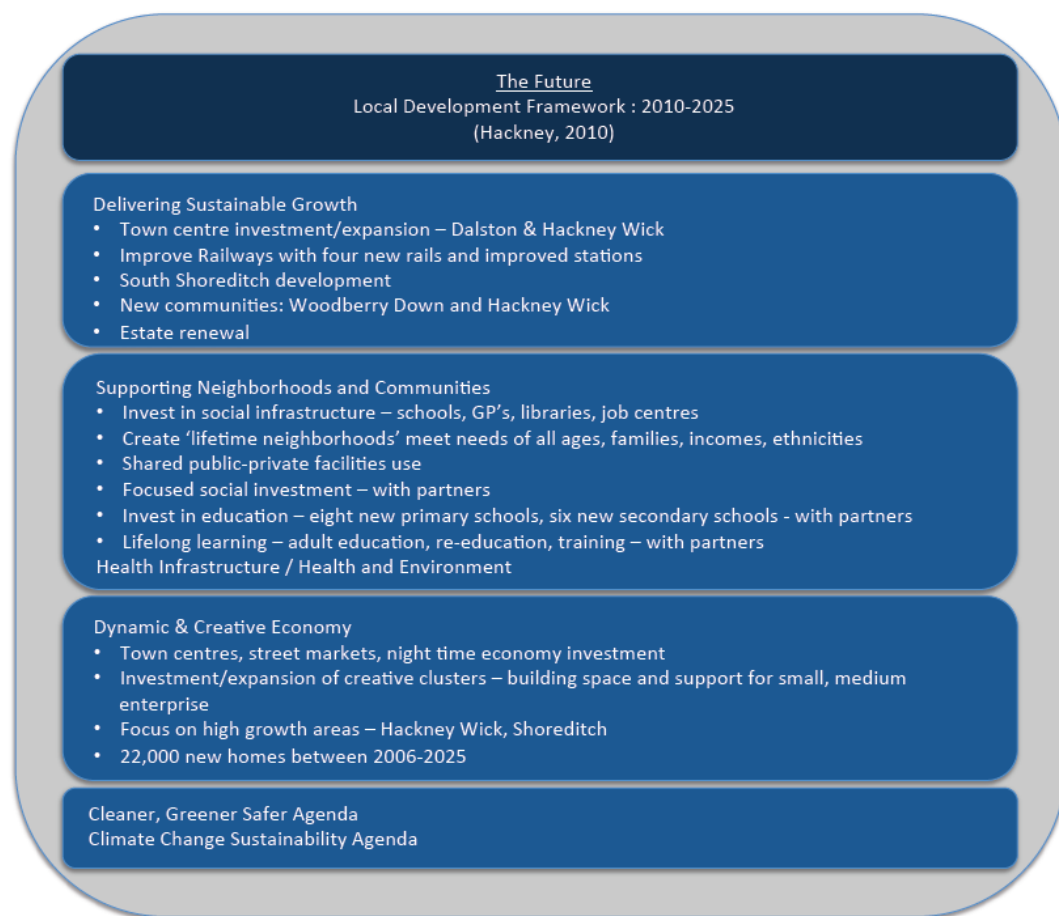 The Future
Local Development Framework : 2010-2025
(Hackney, 2010)
Delivering Sustainable Growth
• Town centre investment/expansion – Dalston & Hackney Wick
• Improve Railways with four new rails and improved stations
• South Shoreditch development
• New communities: Woodberry Down and Hackney Wick
• Estate renewal
Supporting Neighborhoods and Communities
• Invest in social infrastructure – schools, GP's, libraries, job centres
• Create 'lifetime neighborhoods' meet needs of all ages, families, incomes, ethnicities
• Shared public-private facilities use
• Focused social investment – with partners
• Invest in education – eight new primary schools, six new secondary schools - with partners
• Lifelong learning – adult education, re-education, training – with partners
Health Infrastructure / Health and Environment
Dynamic & Creative Economy
• Town centres, street markets, night time economy investment
• Investment/expansion of creative clusters – building space and support for small, medium
enterprise
• Focus on high growth areas – Hackney Wick, Shoreditch
• 22,000 new homes between 2006-2025
Cleaner, Greener Safer Agenda
Climate Change Sustainability Agenda